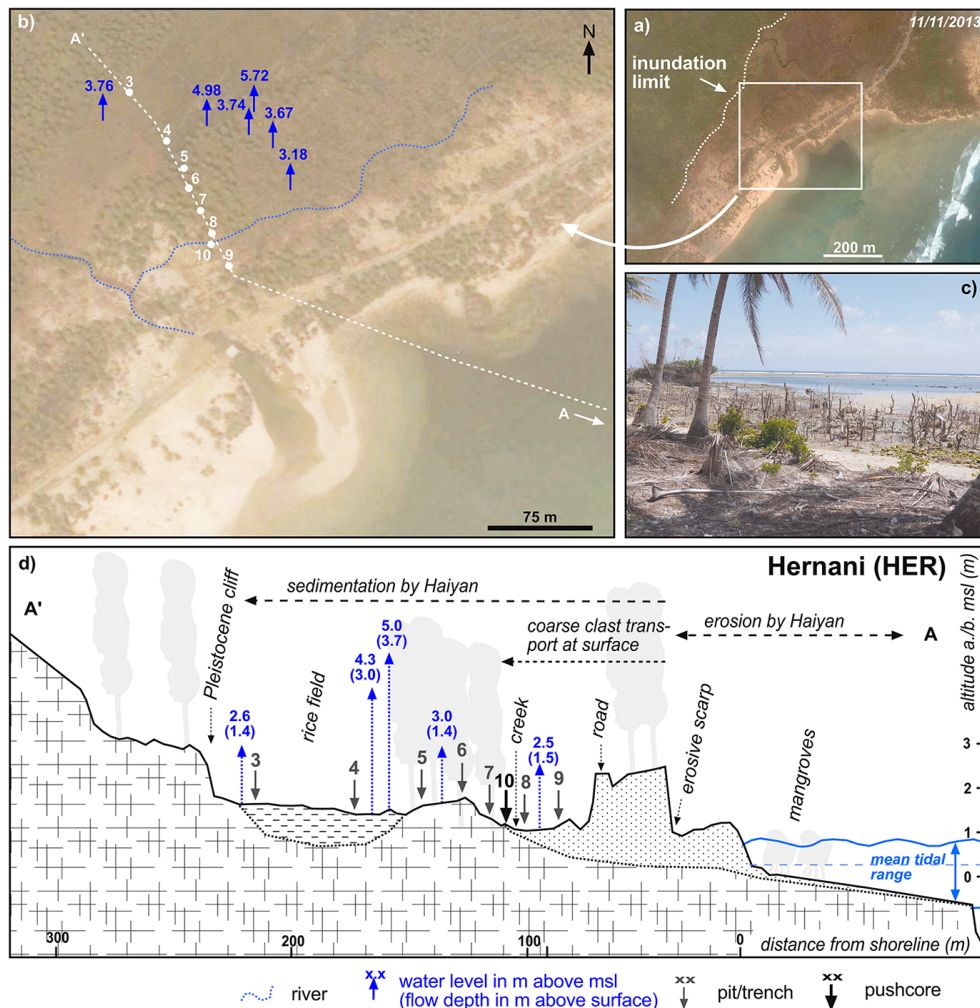 b)
A'
N
3
3.76
4.98
5.72
3.74
3.67
3.18
4
5
6
7
8
10
9
A
75 m
a)
11/11/2013
inundation
limit
200 m
c)
d)
Hernani (HER)
A'
sedimentation by Haiyan
A
erosion by Haiyan
coarse clast trans-
port at surface
altitude a./b. msl (m)
Pleistocene cliff
rice field
creek
road
erosive scarp
mangroves
5.0
(3.7)
4.3
(3.0)
2.6
(1.4)
3.0
(1.4)
2.5
(1.5)
3
4
5
6
7
10
8
9
3
2
1
0
mean tidal
range
300
200
100
0
distance from shoreline (m)
river
x.x
water level in m above msl
(flow depth in m above surface)
xx
pit/trench
xx
pushcore